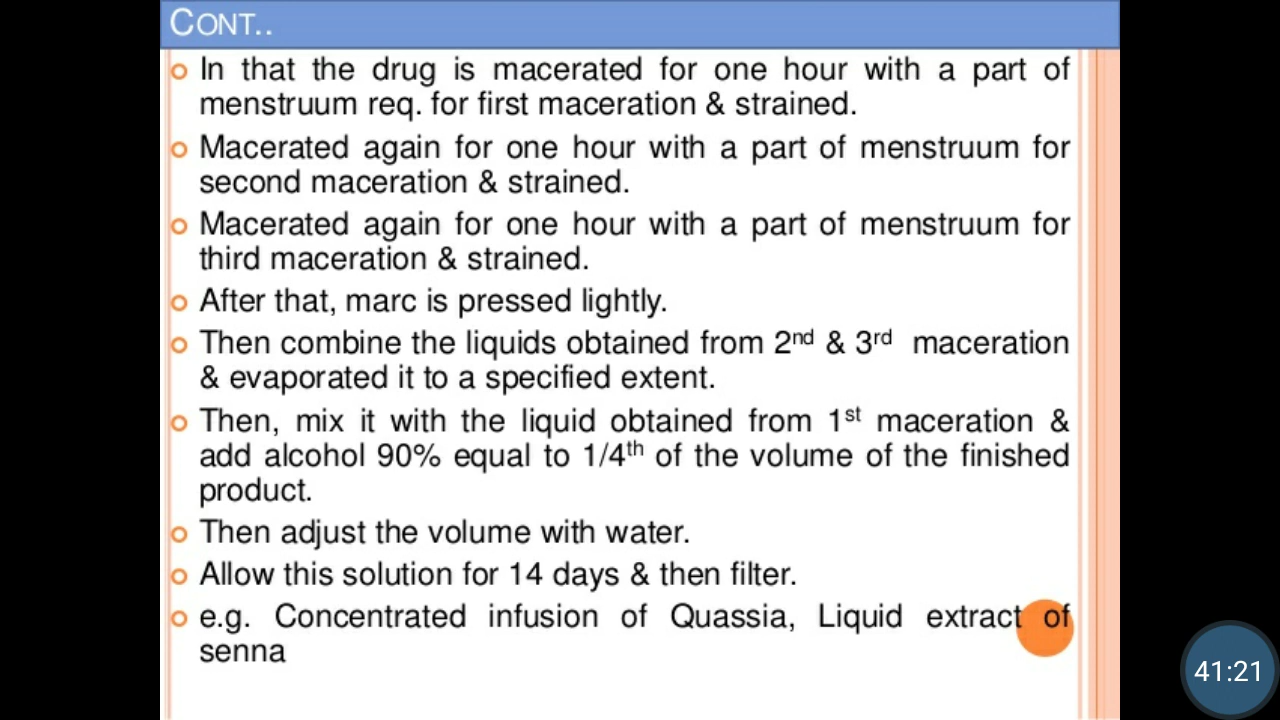 CONT..
In that the drug is macerated for one hour with a part of
menstruum req. for first maceration & strained.
Macerated again for one hour with a part of menstruum for
second maceration & strained.
Macerated again for one hour with a part of menstruum for
third maceration & strained.
After that, marc is pressed lightly.
Then combine the liquids obtained from 2nd & 3rd maceration
& evaporated it to a specified extent.
Then, mix it with the liquid obtained from 1st maceration &
add alcohol 90% equal to 1/4th of the volume of the finished
product.
Then adjust the volume with water.
Allow this solution for 14 days & then filter.
e.g. Concentrated infusion of Quassia, Liquid extract of
senna
41:21